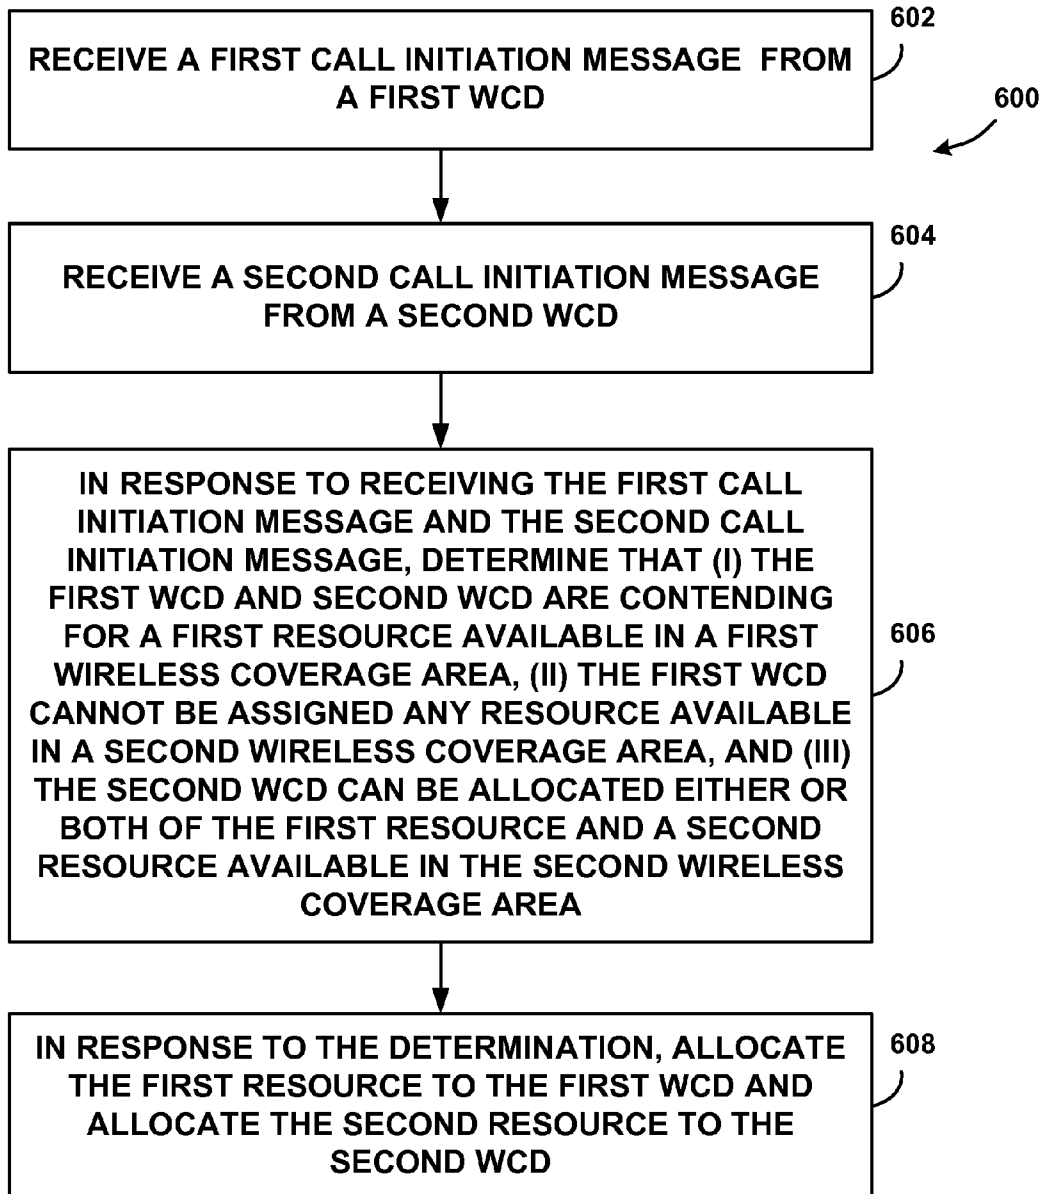 602
RECEIVE A FIRST CALL INITIATION MESSAGE FROM
A FIRST WCD
600
604
RECEIVE A SECOND CALL INITIATION MESSAGE
FROM A SECOND WCD
606
IN RESPONSE TO RECEIVING THE FIRST CALL
INITIATION MESSAGE AND THE SECOND CALL
INITIATION MESSAGE, DETERMINE THAT (I) THE
FIRST WCD AND SECOND WCD ARE CONTENDING
FOR A FIRST RESOURCE AVAILABLE IN A FIRST
WIRELESS COVERAGE AREA, (II) THE FIRST WCD
CANNOT BE ASSIGNED ANY RESOURCE AVAILABLE
IN A SECOND WIRELESS COVERAGE AREA, AND (III)
THE SECOND WCD CAN BE ALLOCATED EITHER OR
BOTH OF THE FIRST RESOURCE AND A SECOND
RESOURCE AVAILABLE IN THE SECOND WIRELESS
COVERAGE AREA
608
IN RESPONSE TO THE DETERMINATION, ALLOCATE
THE FIRST RESOURCE TO THE FIRST WCD AND
ALLOCATE THE SECOND RESOURCE TO THE
SECOND WCD